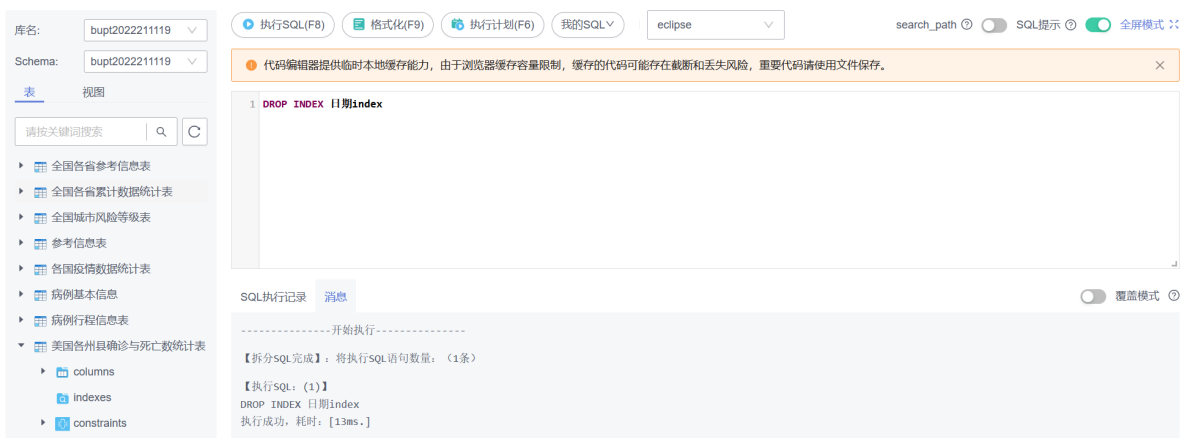 库名: bupt2022211119
Schema: bupt2022211119
表 视图
请按关键词搜索
全国各省参考信息表
全国各省累计数据统计表
全国城市风险等级表
参考信息表
各国疫情数据统计表
病例基本信息
病例行程信息表
美国各州县确诊与死亡数统计表
columns
indexes
constraints
执行SQL(F8) 格式化(F9) 执行计划(F6) 我的SQL eclipse search_path SQL提示 全屏模式
代码编辑器提供临时本地缓存能力，由于浏览器缓存容量限制，缓存的代码可能存在截断和丢失风险，重要代码请使用文件保存。
1 DROP INDEX 日期index
SQL执行记录 消息 覆盖模式
---------------开始执行---------------
【拆分SQL完成】：将执行SQL语句数量：（1条）
【执行SQL：(1)】
DROP INDEX 日期index
执行成功，耗时：[13ms.]